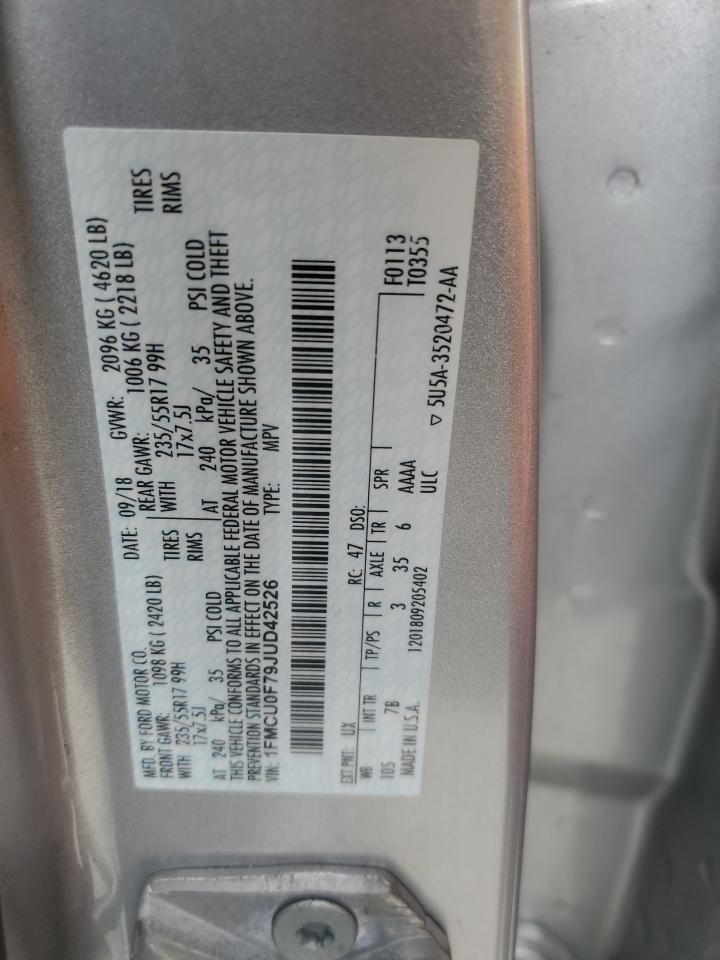 MFD. BY FORD MOTOR CO.
DATE: 09/18 GVWR: 2096 KG ( 4620 LB)
FRONT GAWR: 1098 KG ( 2420 LB) REAR GAWR: 1006 KG ( 2218 LB)
WITH 235/55R17 99H TIRES WITH 235/55R17 99H TIRES
17x7.5J RIMS 17x7.5J RIMS
AT 240 kPa/ 35 PSI COLD AT 240 kPa/ 35 PSI COLD
THIS VEHICLE CONFORMS TO ALL APPLICABLE FEDERAL MOTOR VEHICLE SAFETY AND THEFT
PREVENTION STANDARDS IN EFFECT ON THE DATE OF MANUFACTURE SHOWN ABOVE.
VIN: 1FMCU0F79JUD42526 TYPE: MPV
EXT PNT: UX RC: 47 DSO: F0113
WB INT TR TP/PS R AXLE TR SPR T0355
105 7B 3 35 6 AAAA
MADE IN U.S.A. 1201809205402 ULC
▽ 5U5A-3520472-AA